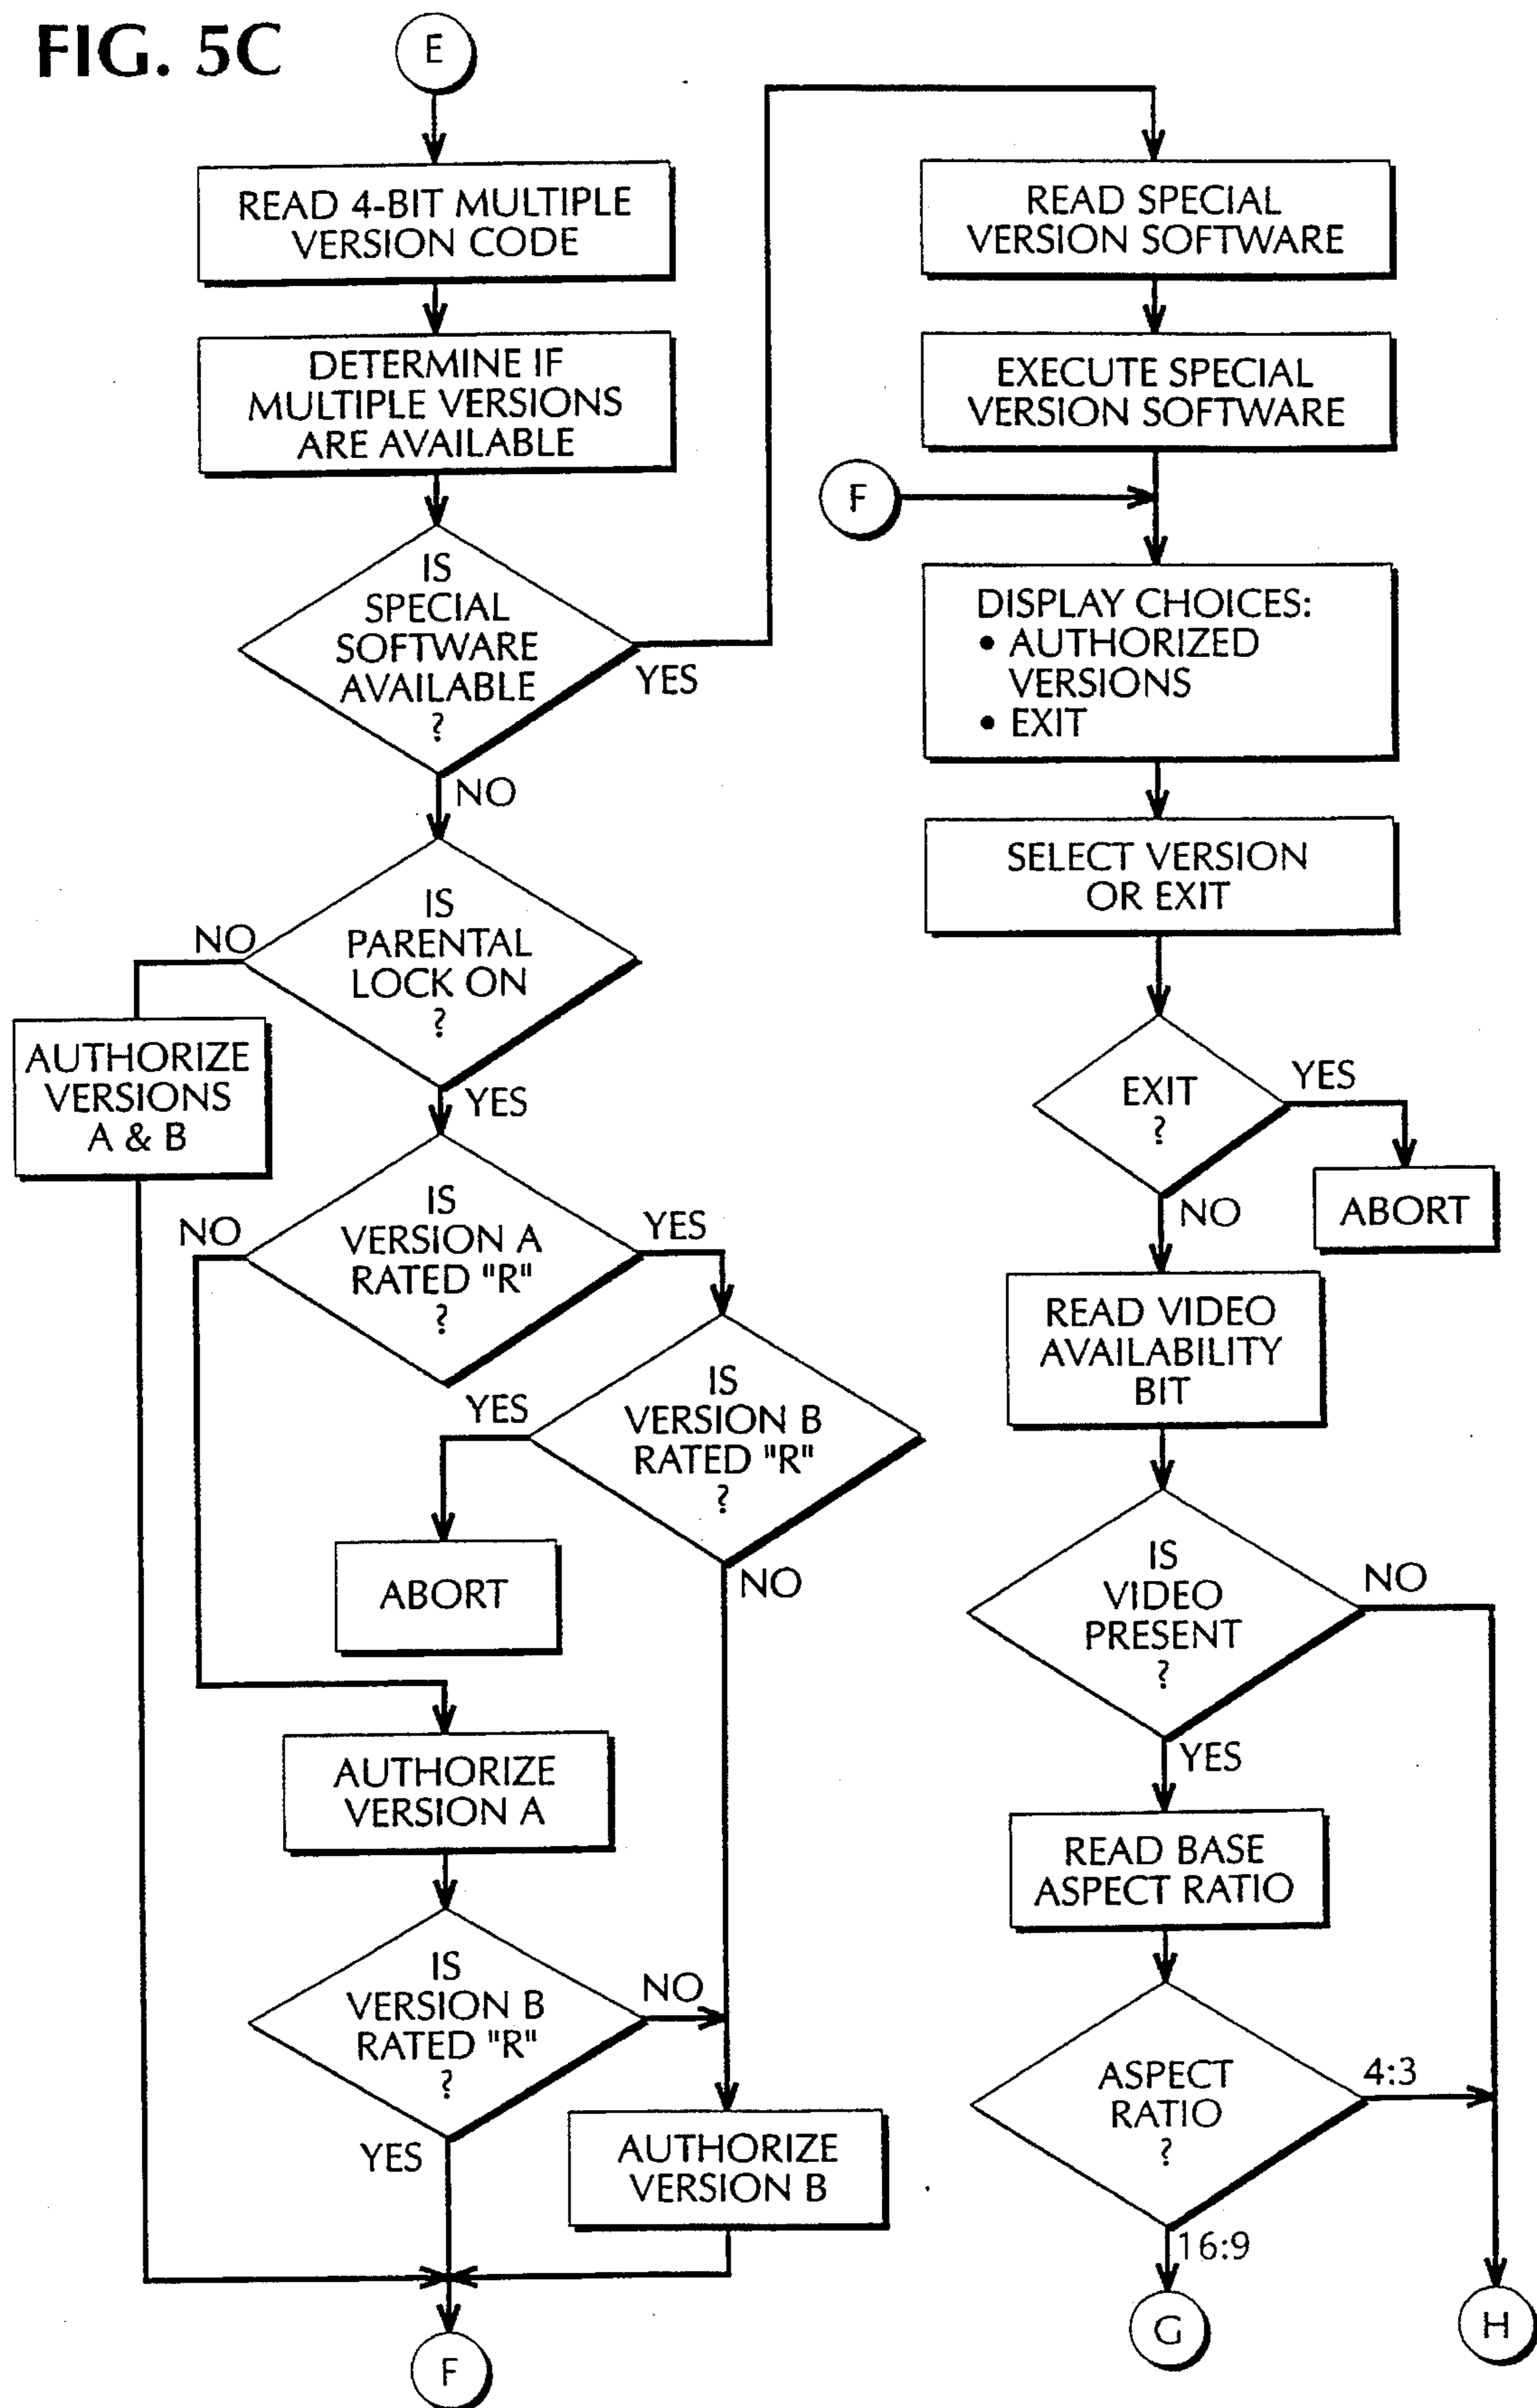 FIG. 5C
E
READ 4-BIT MULTIPLE
VERSION CODE
DETERMINE IF
MULTIPLE VERSIONS
ARE AVAILABLE
IS
SPECIAL
SOFTWARE
AVAILABLE
?
YES
NO
IS
PARENTAL
LOCK ON
?
NO
YES
AUTHORIZE
VERSIONS
A & B
IS
VERSION A
RATED "R"
?
NO
YES
IS
VERSION B
RATED "R"
?
YES
NO
ABORT
AUTHORIZE
VERSION A
IS
VERSION B
RATED "R"
?
NO
YES
AUTHORIZE
VERSION B
F
READ SPECIAL
VERSION SOFTWARE
EXECUTE SPECIAL
VERSION SOFTWARE
F
DISPLAY CHOICES:
• AUTHORIZED
VERSIONS
• EXIT
SELECT VERSION
OR EXIT
EXIT
?
YES
NO
ABORT
READ VIDEO
AVAILABILITY
BIT
IS
VIDEO
PRESENT
?
NO
YES
READ BASE
ASPECT RATIO
ASPECT
RATIO
?
4:3
16:9
G
H